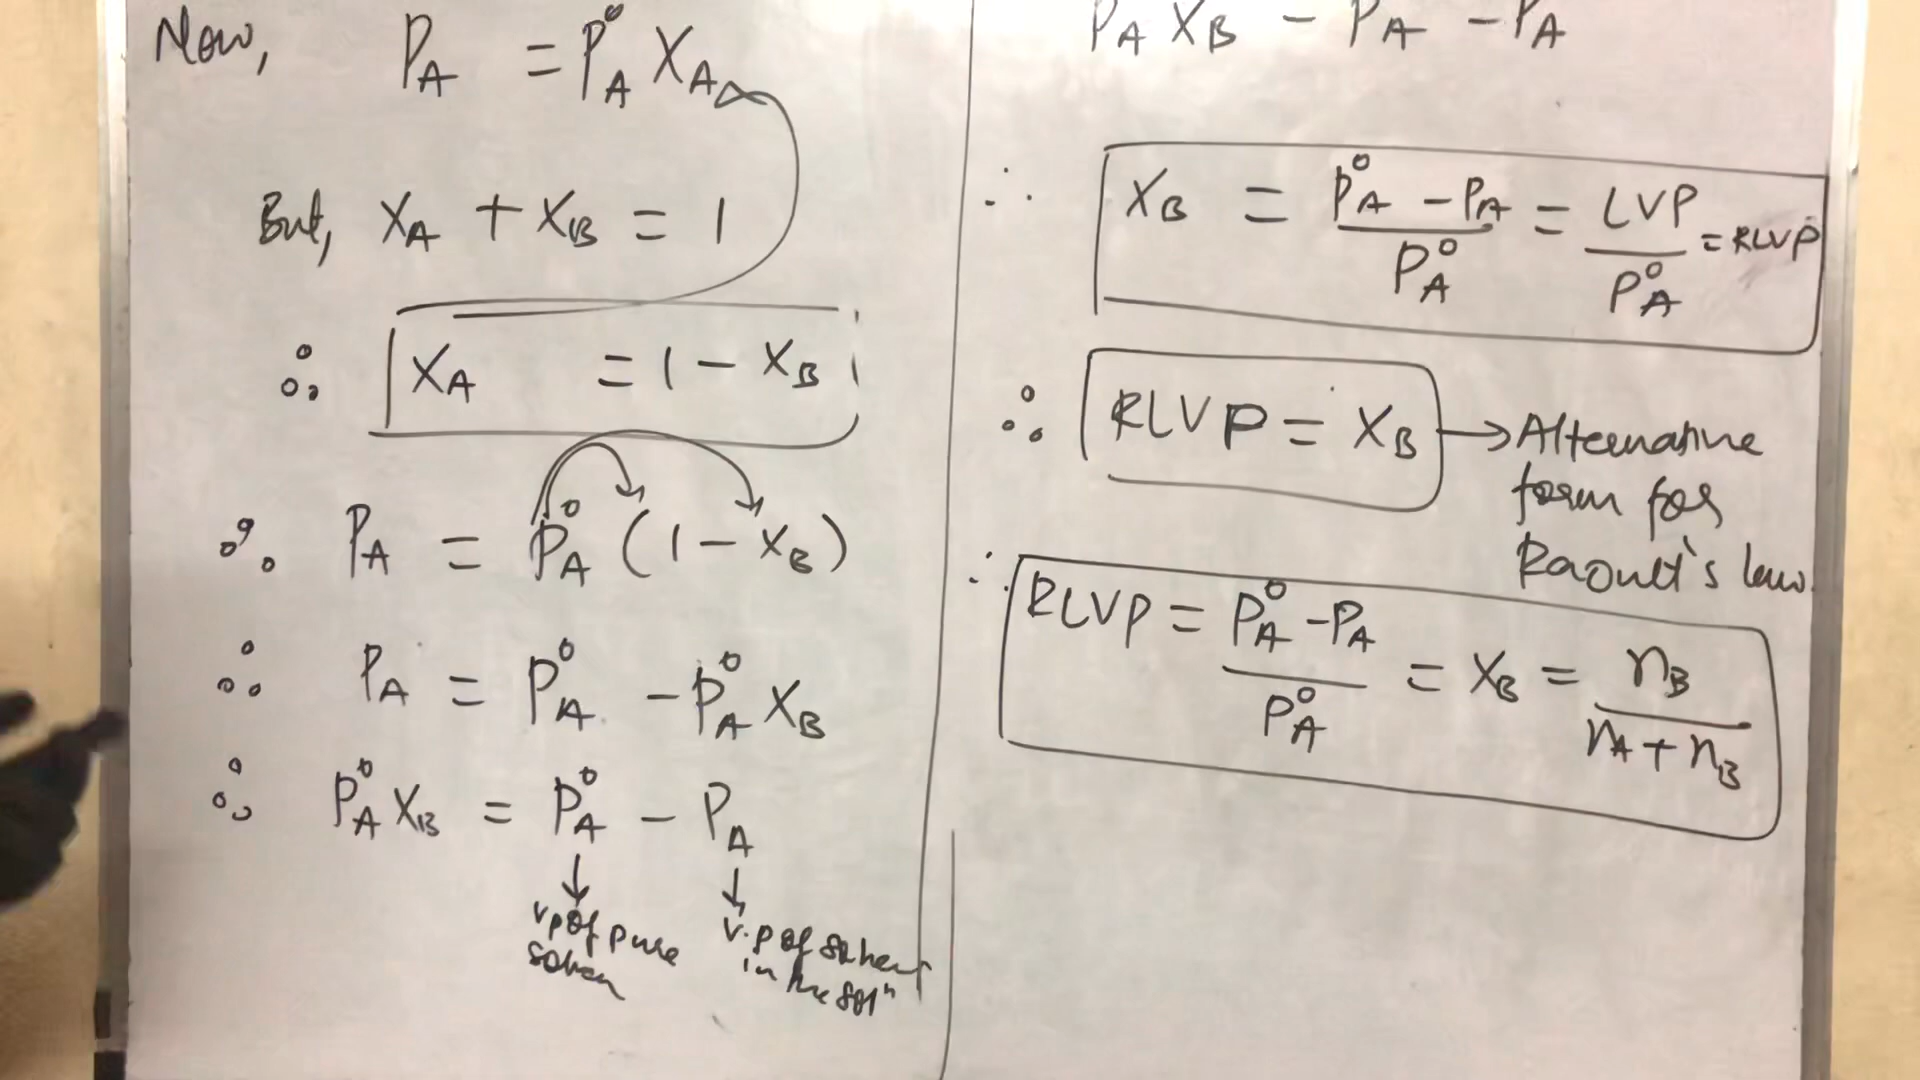 Now, P_A = P°_A X_A
But, X_A + X_B = 1
∴ X_A = 1 - X_B
∴ P_A = P°_A (1 - X_B)
∴ P_A = P°_A - P°_A X_B
∴ P°_A X_B = P°_A - P_A
↓ ↓
vp of pure
v.p of solvent
in the solⁿ
P_A X_B = P_A - P_A
∴ X_B = (P°_A - P_A) / P°_A = LVP / P°_A = RLVP
∴ RLVP = X_B → Alternative
form for
Raoult's law.
∴ RLVP = (P°_A - P_A) / P°_A = X_B = n_B / (n_A + n_B)